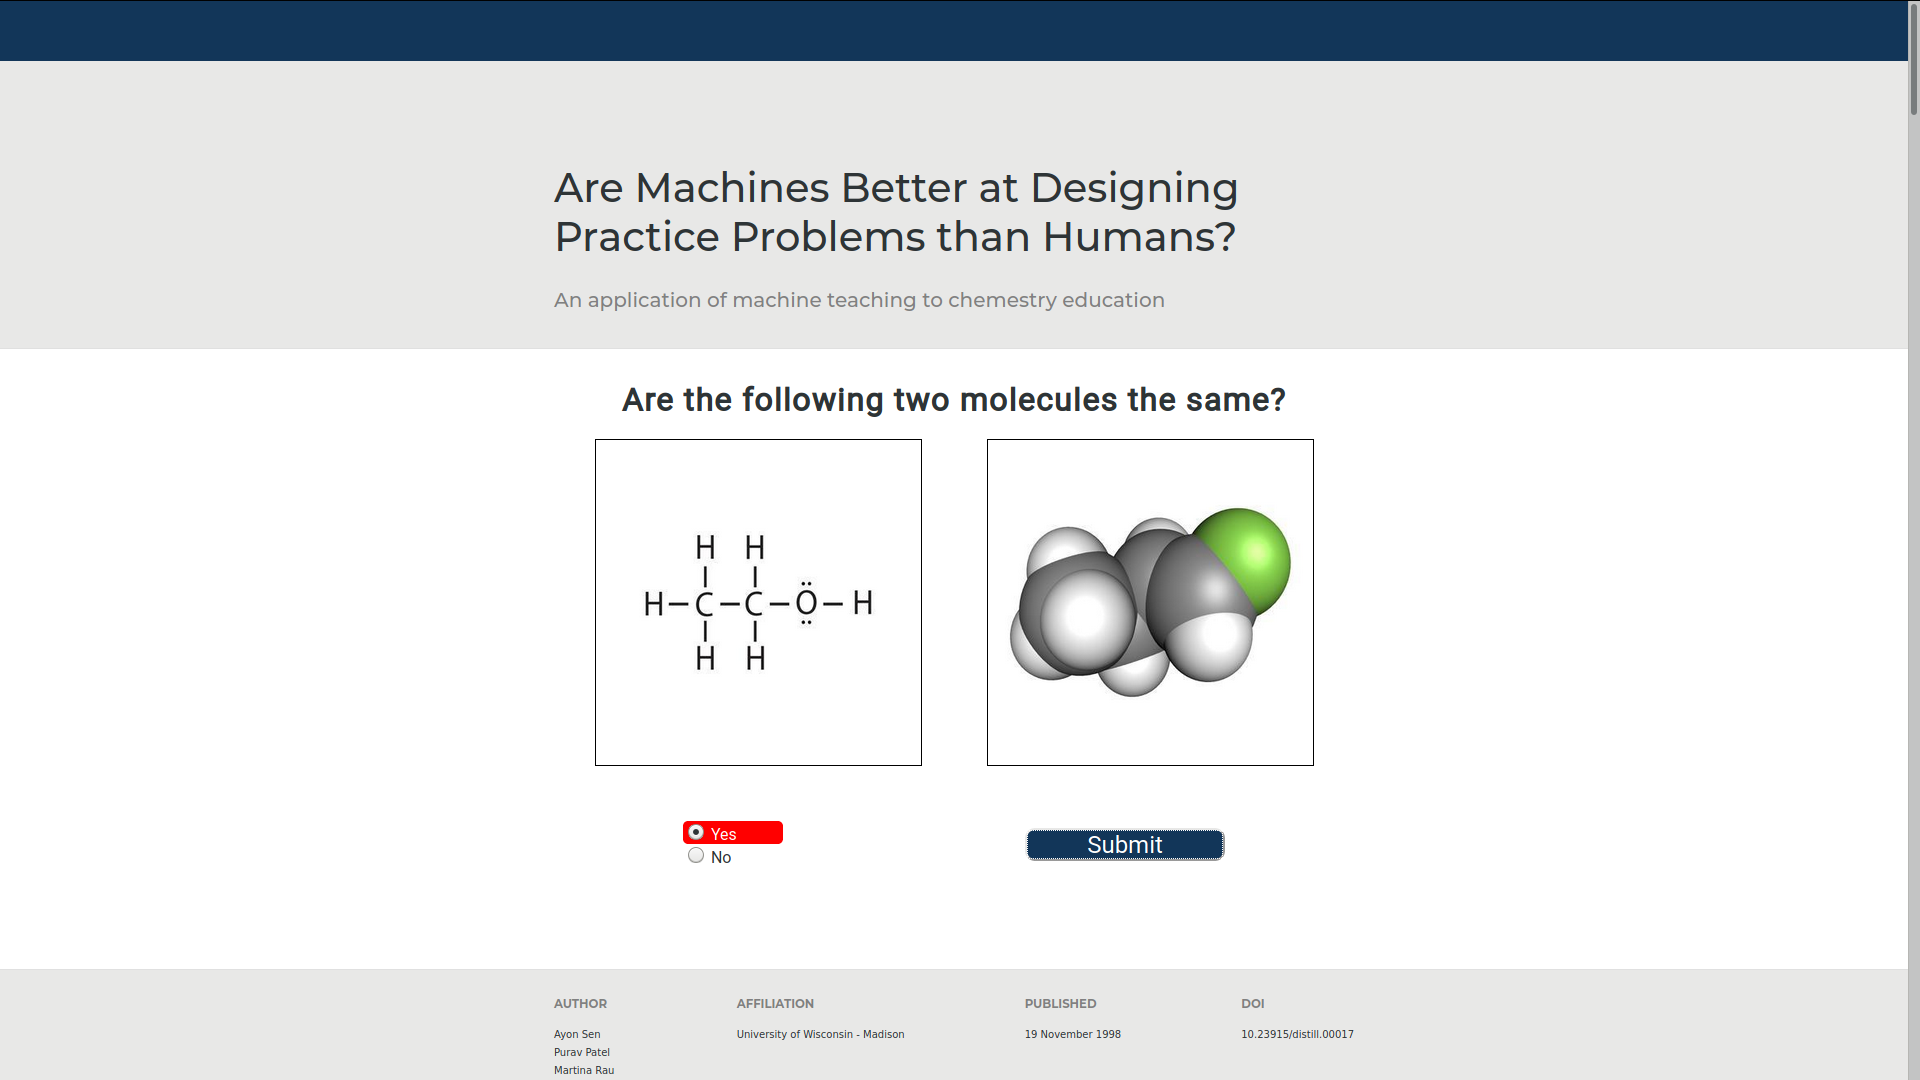 Are Machines Better at Designing
Practice Problems than Humans?
An application of machine teaching to chemestry education
Are the following two molecules the same?
H H
H–C–C–Ö–H
H H
Yes
No
Submit
AUTHOR AFFILIATION PUBLISHED DOI
Ayon Sen University of Wisconsin - Madison 19 November 1998 10.23915/distill.00017
Purav Patel
Martina Rau